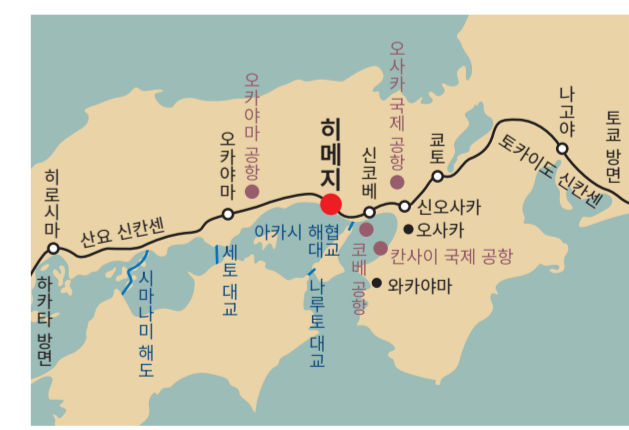 오사카 국제 공항
오카야마 공항
나고야
토쿄 방면
히메지
오카야마
신코베
쿄토
토카이도 신칸센
히로시마
산요 신칸센
신오사카
오사카
아카시 해협
대교
세토 대교
코베 공항
칸사이 국제 공항
하카타 방면
시마나미 해도
나루토 대교
와카야마